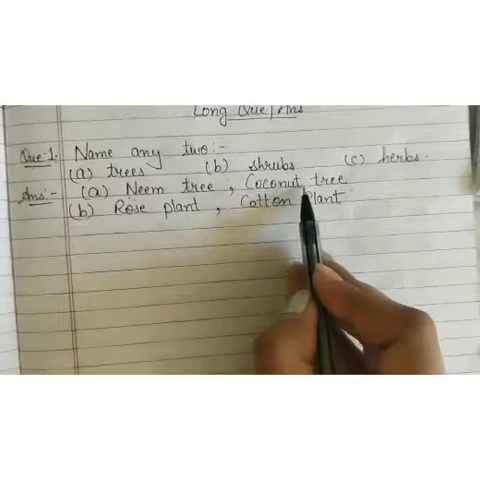 Long Que/Ans
Que:1. Name any two:-
(a) trees (b) shrubs (c) herbs.
Ans:- (a) Neem tree, Coconut tree
(b) Rose plant, Cotton Plant